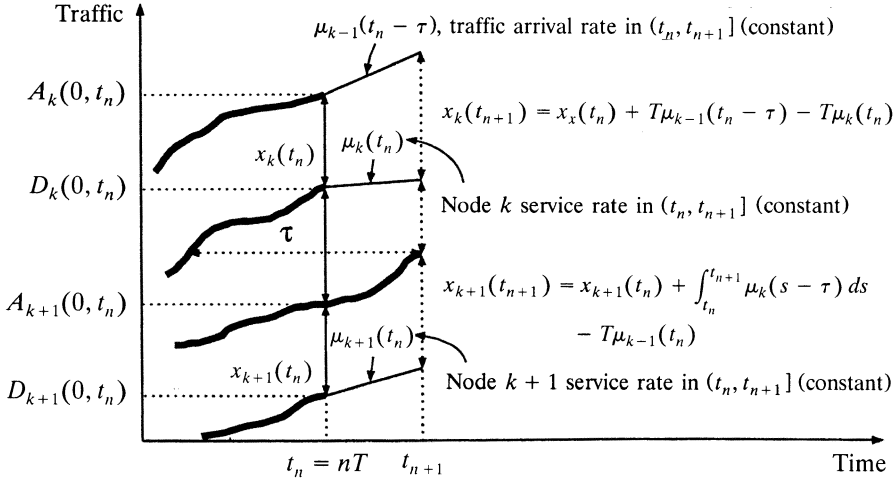 Traffic
μ_{k−1}(t_n − τ), traffic arrival rate in (t_n, t_{n+1}] (constant)
A_k(0, t_n)
x_k(t_{n+1}) = x_x(t_n) + Tμ_{k−1}(t_n − τ) − Tμ_k(t_n)
x_k(t_n)
μ_k(t_n)
D_k(0, t_n)
Node k service rate in (t_n, t_{n+1}] (constant)
τ
x_{k+1}(t_{n+1}) = x_{k+1}(t_n) + ∫_{t_n}^{t_{n+1}} μ_k(s − τ) ds
− Tμ_{k−1}(t_n)
A_{k+1}(0, t_n)
μ_{k+1}(t_n)
x_{k+1}(t_n)
Node k + 1 service rate in (t_n, t_{n+1}] (constant)
D_{k+1}(0, t_n)
t_n = nT
t_{n+1}
Time